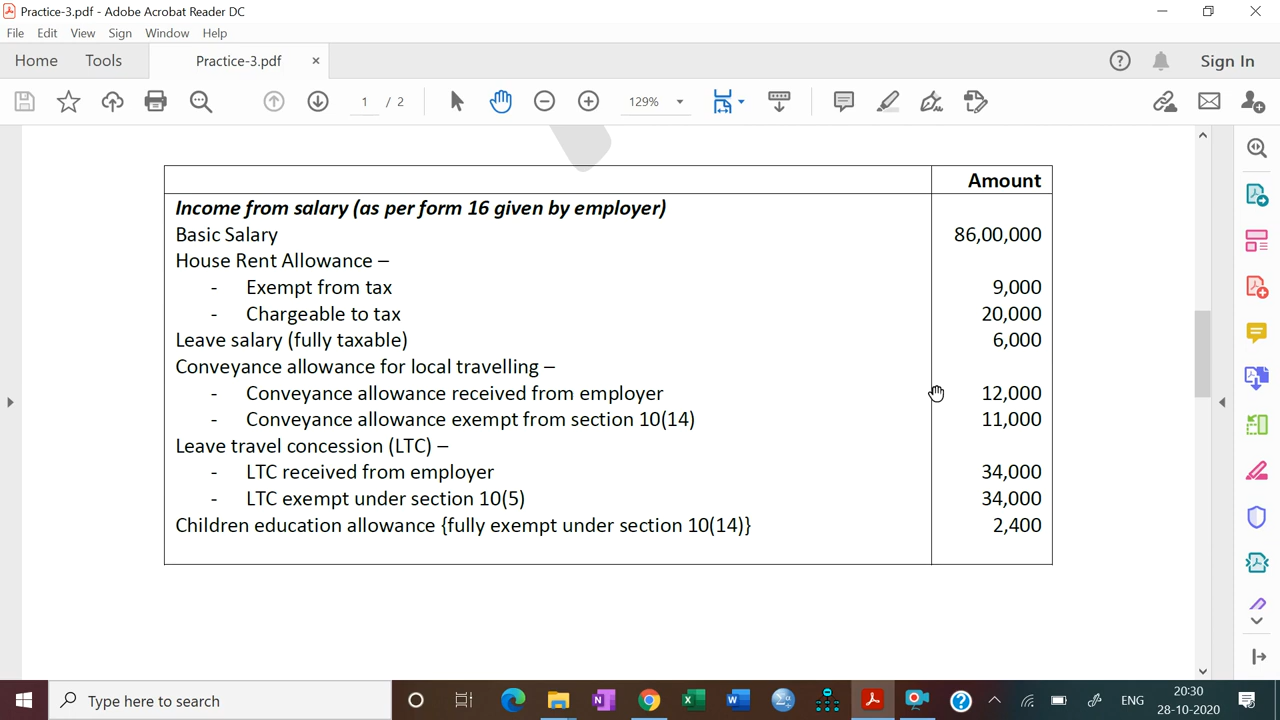 Practice-3.pdf - Adobe Acrobat Reader DC
File Edit View Sign Window Help
Home Tools Practice-3.pdf × ? Sign In
1 / 2 129%
Amount
Income from salary (as per form 16 given by employer)
Basic Salary 86,00,000
House Rent Allowance –
- Exempt from tax 9,000
- Chargeable to tax 20,000
Leave salary (fully taxable) 6,000
Conveyance allowance for local travelling –
- Conveyance allowance received from employer 12,000
- Conveyance allowance exempt from section 10(14) 11,000
Leave travel concession (LTC) –
- LTC received from employer 34,000
- LTC exempt under section 10(5) 34,000
Children education allowance {fully exempt under section 10(14)} 2,400
Type here to search
ENG
20:30
28-10-2020